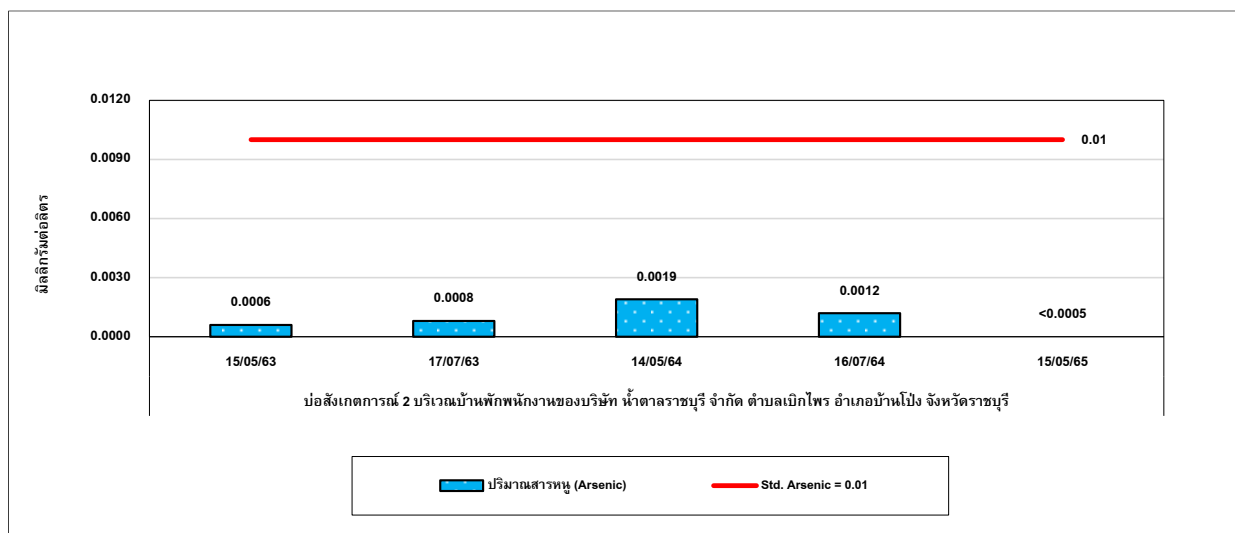 0.0120
0.01
0.0090
0.0060
มิลลิกรัมต่อลิตร
0.0030
0.0019
0.0012
0.0008
0.0006
<0.0005
0.0000
15/05/63 17/07/63 14/05/64 16/07/64 15/05/65
บ่อสังเกตการณ์ 2 บริเวณบ้านพักพนักงานของบริษัท น้ำตาลราชบุรี จำกัด ตำบลเบิกไพร อำเภอบ้านโป่ง จังหวัดราชบุรี
ปริมาณสารหนู (Arsenic) Std. Arsenic = 0.01